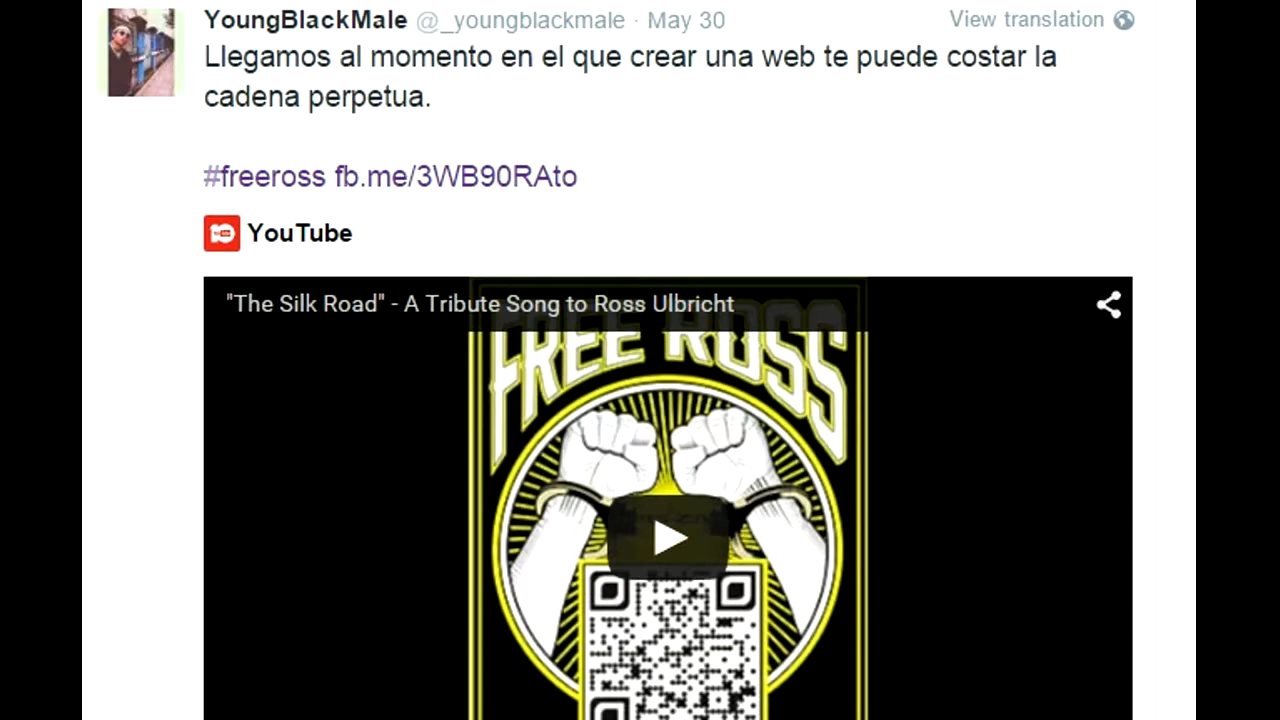 YoungBlackMale @_youngblackmale · May 30 View translation
Llegamos al momento en el que crear una web te puede costar la
cadena perpetua.
#freeross fb.me/3WB90RAto
YouTube
"The Silk Road" - A Tribute Song to Ross Ulbricht
FREE ROSS